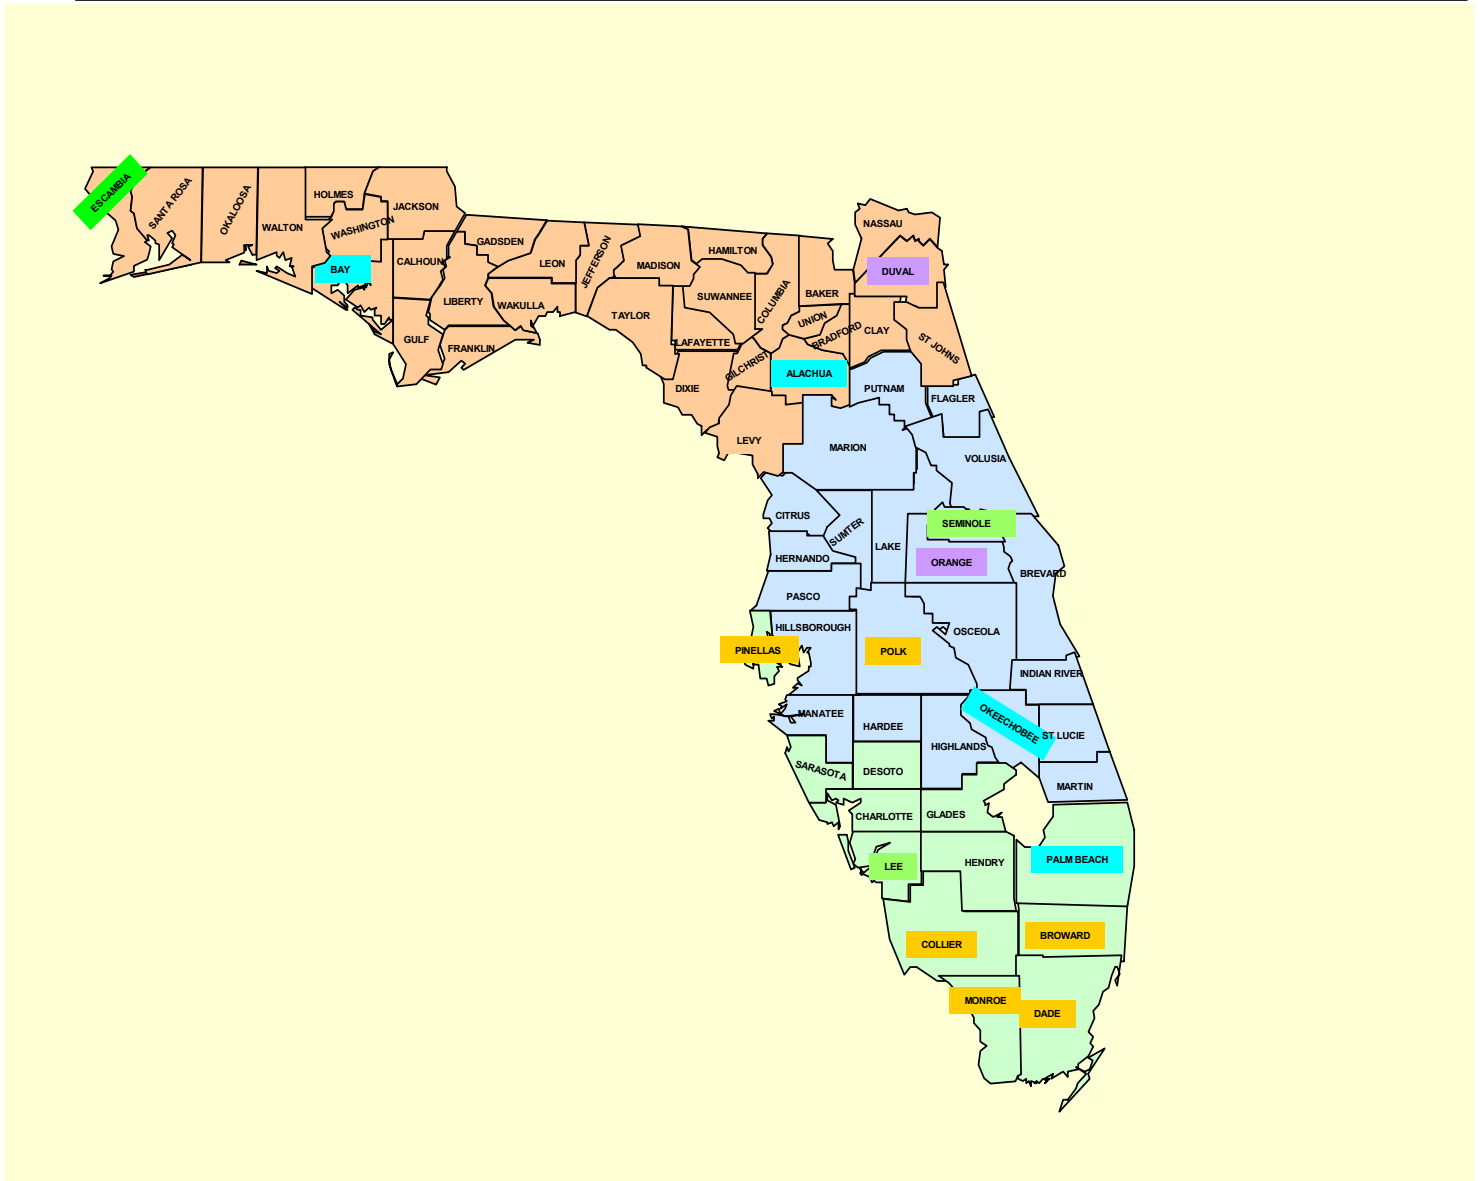 ESCAMBIA
SANTA ROSA
OKALOOSA
WALTON
HOLMES
WASHINGTON
BAY
JACKSON
CALHOUN
GULF
GADSDEN
LIBERTY
FRANKLIN
LEON
WAKULLA
JEFFERSON
MADISON
TAYLOR
HAMILTON
SUWANNEE
LAFAYETTE
DIXIE
COLUMBIA
GILCHRIST
LEVY
BAKER
UNION
BRADFORD
ALACHUA
NASSAU
DUVAL
CLAY
ST JOHNS
PUTNAM
FLAGLER
MARION
VOLUSIA
CITRUS
SUMTER
LAKE
SEMINOLE
ORANGE
HERNANDO
BREVARD
PASCO
PINELLAS
HILLSBOROUGH
POLK
OSCEOLA
INDIAN RIVER
MANATEE
HARDEE
HIGHLANDS
OKEECHOBEE
ST LUCIE
SARASOTA
DESOTO
MARTIN
CHARLOTTE
GLADES
LEE
HENDRY
PALM BEACH
COLLIER
BROWARD
MONROE
DADE